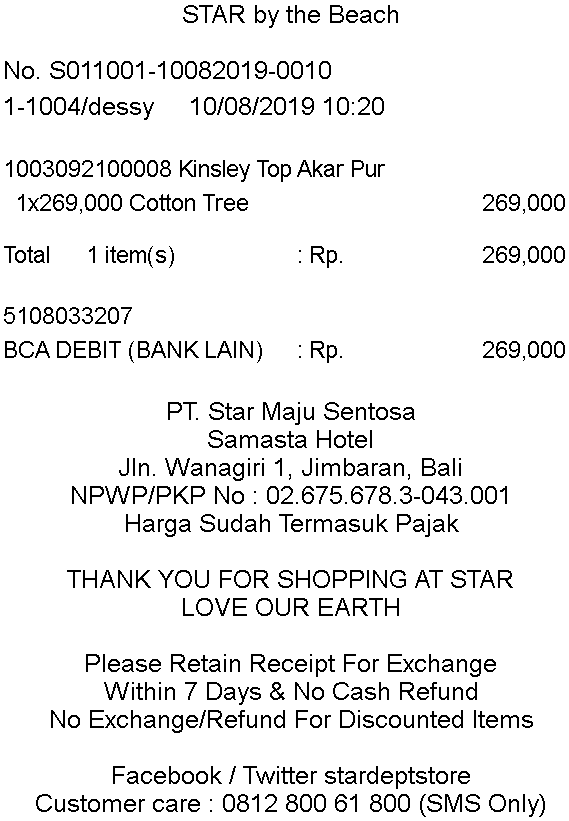 STAR by the Beach
No. S011001-10082019-0010
1-1004/dessy 10/08/2019 10:20
1003092100008 Kinsley Top Akar Pur
1x269,000 Cotton Tree 269,000
Total 1 item(s) : Rp. 269,000
5108033207
BCA DEBIT (BANK LAIN) : Rp. 269,000
PT. Star Maju Sentosa
Samasta Hotel
Jln. Wanagiri 1, Jimbaran, Bali
NPWP/PKP No : 02.675.678.3-043.001
Harga Sudah Termasuk Pajak
THANK YOU FOR SHOPPING AT STAR
LOVE OUR EARTH
Please Retain Receipt For Exchange
Within 7 Days & No Cash Refund
No Exchange/Refund For Discounted Items
Facebook / Twitter stardeptstore
Customer care : 0812 800 61 800 (SMS Only)